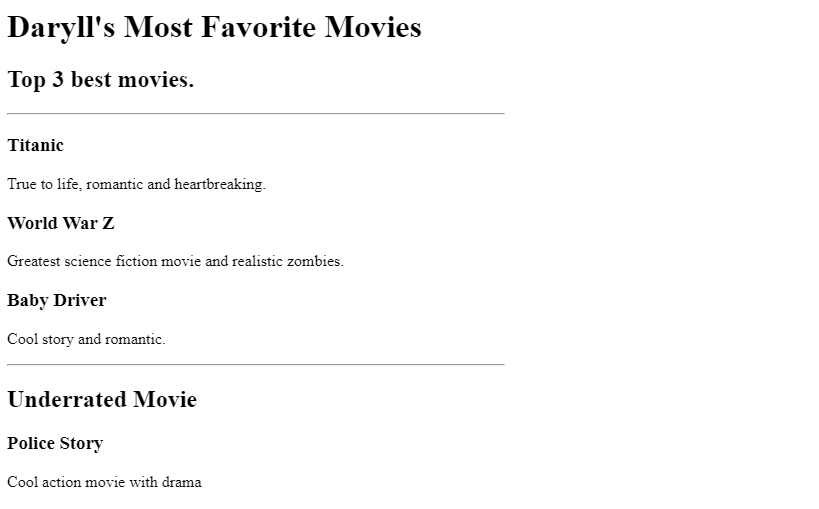 Daryll's Most Favorite Movies
Top 3 best movies.
Titanic
True to life, romantic and heartbreaking.
World War Z
Greatest science fiction movie and realistic zombies.
Baby Driver
Cool story and romantic.
Underrated Movie
Police Story
Cool action movie with drama